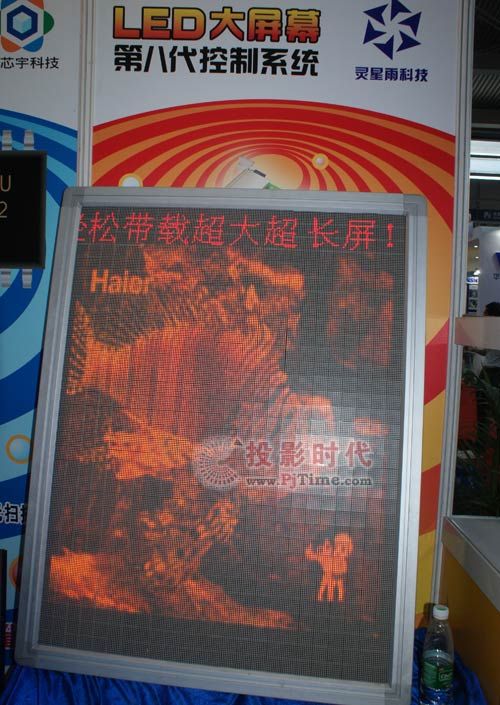 LED大屏幕
第八代控制系统
芯宇科技
灵星雨科技
U
2
松带载超大超长屏!
Haier
投影时代
www.PjTime.com